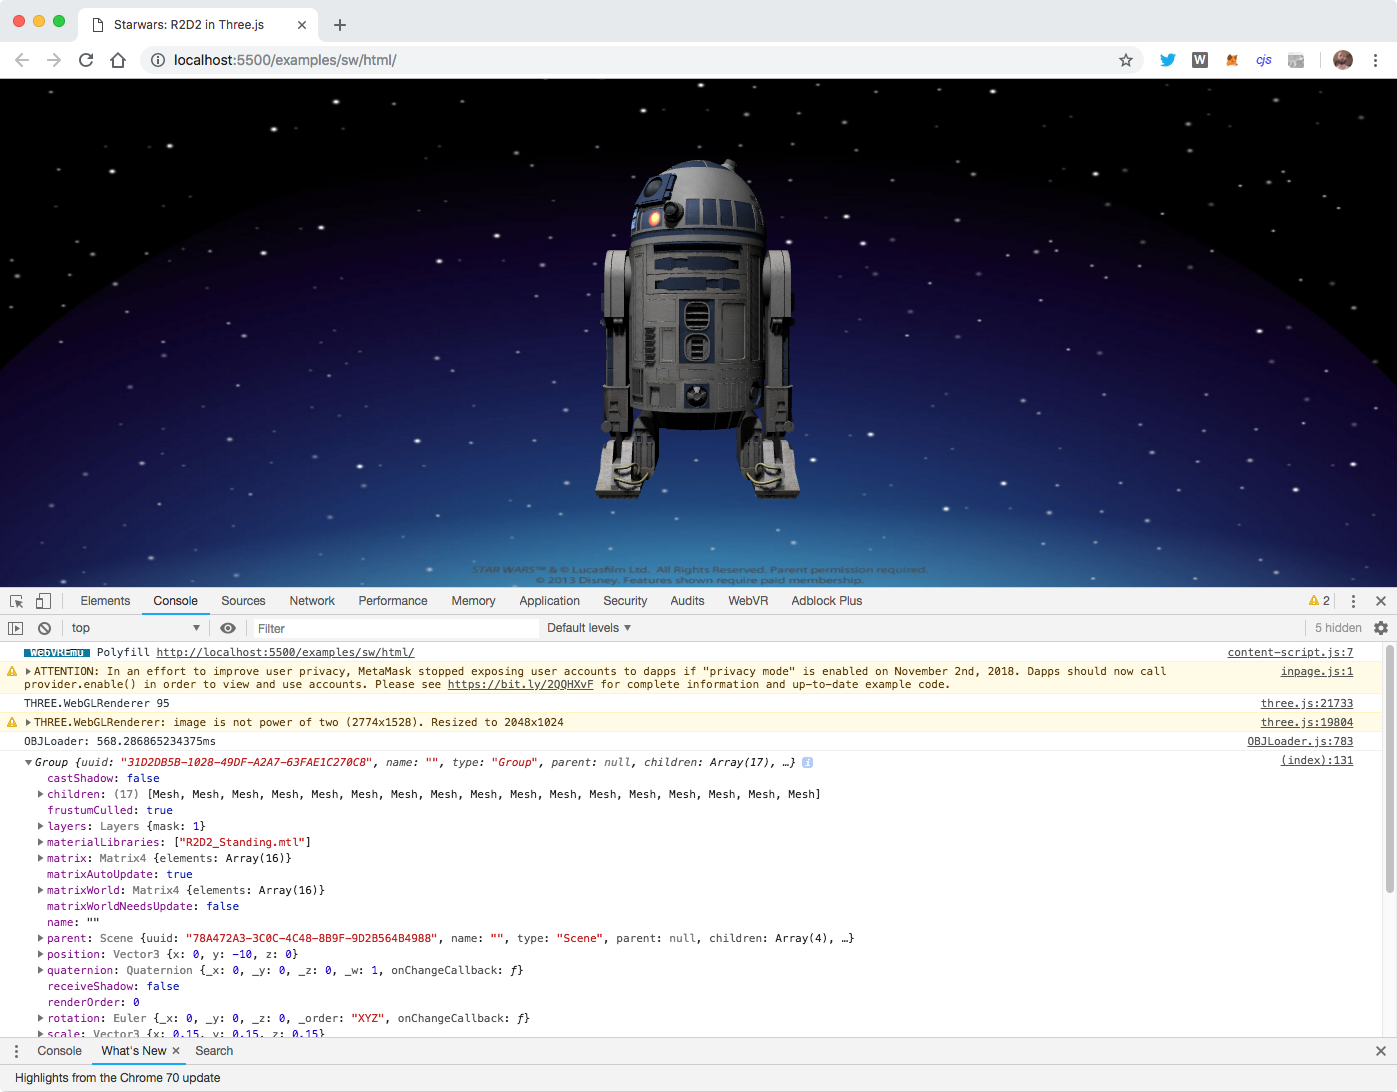 Starwars: R2D2 in Three.js
localhost:5500/examples/sw/html/
W
cjs
STAR WARS™ & © Lucasfilm Ltd. All Rights Reserved. Parent permission required.
© 2013 Disney. Features shown require paid membership.
Elements Console Sources Network Performance Memory Application Security Audits WebVR Adblock Plus 2
top Filter Default levels 5 hidden
WebVREmu Polyfill http://localhost:5500/examples/sw/html/ content-script.js:7
ATTENTION: In an effort to improve user privacy, MetaMask stopped exposing user accounts to dapps if "privacy mode" is enabled on November 2nd, 2018. Dapps should now call inpage.js:1
provider.enable() in order to view and use accounts. Please see https://bit.ly/2QQHXvF for complete information and up-to-date example code.
THREE.WebGLRenderer 95 three.js:21733
THREE.WebGLRenderer: image is not power of two (2774x1528). Resized to 2048x1024 three.js:19804
OBJLoader: 568.286865234375ms OBJLoader.js:783
Group {uuid: "31D2DB5B-1028-49DF-A2A7-63FAE1C270C8", name: "", type: "Group", parent: null, children: Array(17), …} i (index):131
castShadow: false
children: (17) [Mesh, Mesh, Mesh, Mesh, Mesh, Mesh, Mesh, Mesh, Mesh, Mesh, Mesh, Mesh, Mesh, Mesh, Mesh, Mesh, Mesh]
frustumCulled: true
layers: Layers {mask: 1}
materialLibraries: ["R2D2_Standing.mtl"]
matrix: Matrix4 {elements: Array(16)}
matrixAutoUpdate: true
matrixWorld: Matrix4 {elements: Array(16)}
matrixWorldNeedsUpdate: false
name: ""
parent: Scene {uuid: "78A472A3-3C0C-4C48-8B9F-9D2B564B4988", name: "", type: "Scene", parent: null, children: Array(4), …}
position: Vector3 {x: 0, y: -10, z: 0}
quaternion: Quaternion {_x: 0, _y: 0, _z: 0, _w: 1, onChangeCallback: ƒ}
receiveShadow: false
renderOrder: 0
rotation: Euler {_x: 0, _y: 0, _z: 0, _order: "XYZ", onChangeCallback: ƒ}
scale: Vector3 {x: 0.15, y: 0.15, z: 0.15}
Console What's New Search
Highlights from the Chrome 70 update